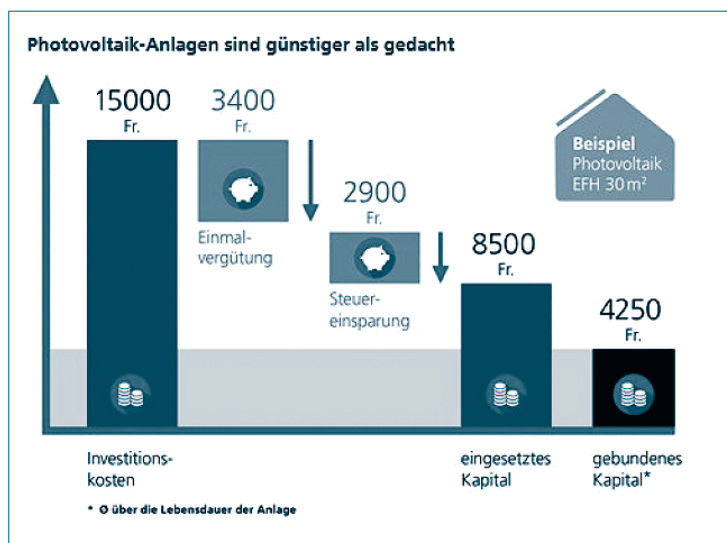 Photovoltaik-Anlagen sind günstiger als gedacht
15000
Fr.
3400
Fr.
Einmal-
vergütung
2900
Fr.
Steuer-
einsparung
8500
Fr.
4250
Fr.
Beispiel
Photovoltaik
EFH 30 m²
Investitions-
kosten
eingesetztes
Kapital
gebundenes
Kapital*
* Ø über die Lebensdauer der Anlage